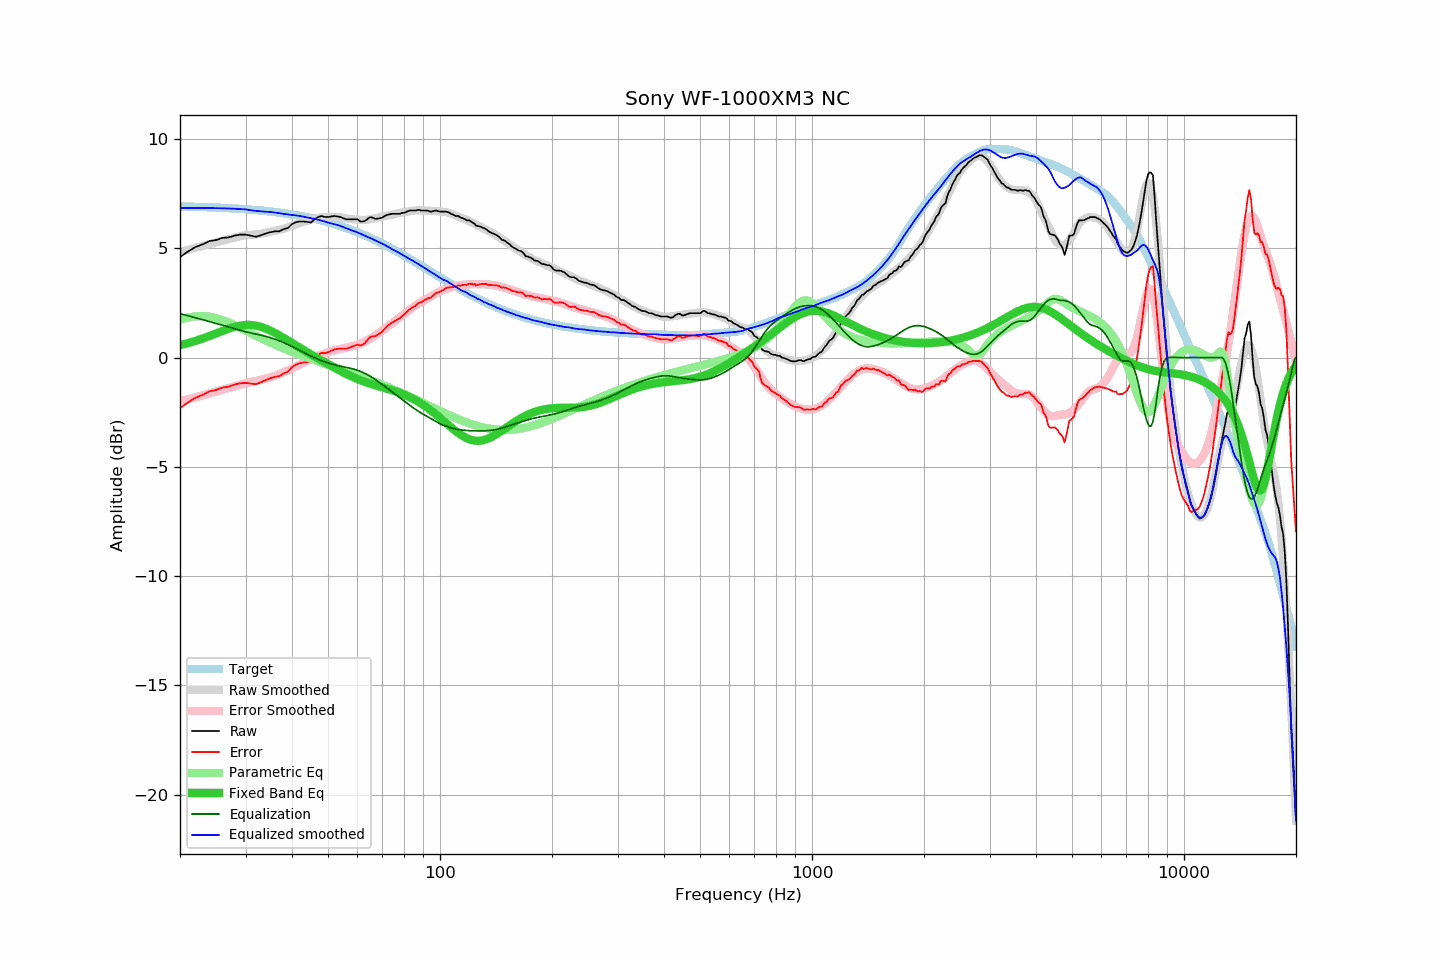 Sony WF-1000XM3 NC
10
5
0
−5
−10
−15
−20
Amplitude (dBr)
Target
Raw Smoothed
Error Smoothed
Raw
Error
Parametric Eq
Fixed Band Eq
Equalization
Equalized smoothed
100
1000
10000
Frequency (Hz)